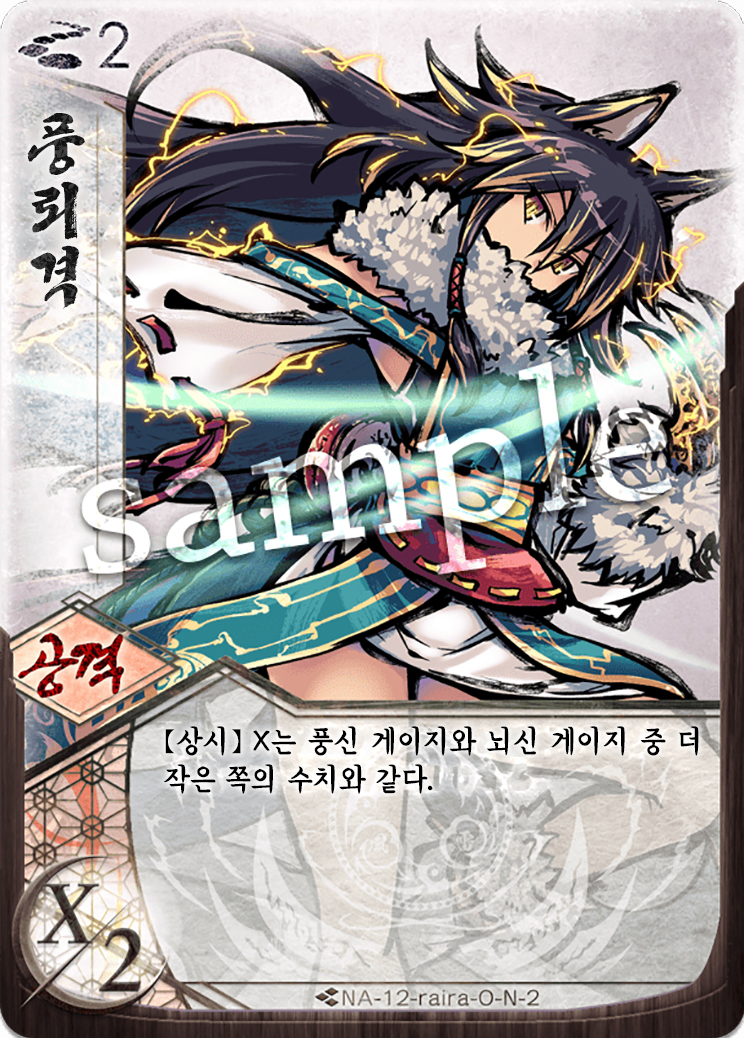 2
풍뢰격
sample
공격
【상시】 X는 풍신 게이지와 뇌신 게이지 중 더
작은 쪽의 수치와 같다.
X/2
NA-12-raira-O-N-2